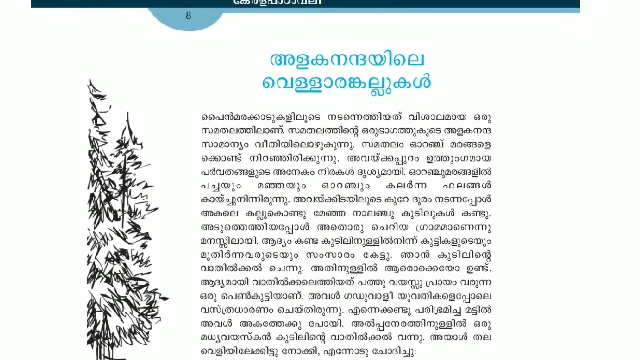 കേരളപാഠാവലി
8
അളകനന്ദയിലെ
വെള്ളാരങ്കല്ലുകൾ
പൈൻമരക്കാടുകളിലൂടെ നടന്നെത്തിയത് വിശാലമായ ഒരു
സമതലത്തിലാണ്. സമതലത്തിന്റെ ഒരുഭാഗത്തുകൂടെ അളകനന്ദ
സാമാന്യം വീതിയിലൊഴുകുന്നു. സമതലം ഓറഞ്ച് മരങ്ങളെ
ക്കൊണ്ട് നിറഞ്ഞിരിക്കുന്നു. അവയ്ക്കപ്പുറം ഉത്തുംഗമായ
പർവതങ്ങളുടെ അനേകം നിരകൾ ദൃശ്യമായി. ഓറഞ്ചുമരങ്ങളിൽ
പച്ചയും മഞ്ഞയും ഓറഞ്ചും കലർന്ന ഫലങ്ങൾ
കായ്ച്ചുനിന്നിരുന്നു. അവയ്ക്കിടയിലൂടെ കുറേ ദൂരം നടന്നപ്പോൾ
അകലെ കല്ലുകൊണ്ടു മേഞ്ഞ നാലഞ്ചു കുടിലുകൾ കണ്ടു.
അടുത്തെത്തിയപ്പോൾ അതൊരു ചെറിയ ഗ്രാമമാണെന്നു
മനസ്സിലായി. ആദ്യം കണ്ട കുടിലിനുള്ളിൽനിന്ന് കുട്ടികളുടെയും
മുതിർന്നവരുടെയും സംസാരം കേട്ടു. ഞാൻ കുടിലിന്റെ
വാതിൽക്കൽ ചെന്നു. അതിനുള്ളിൽ ആരൊക്കെയോ ഉണ്ട്.
ആദ്യമായി വാതിൽക്കലെത്തിയത് പത്തു വയസ്സു പ്രായം വരുന്ന
ഒരു പെൺകുട്ടിയാണ്. അവൾ ഗഡുവാലീ യുവതികളെപ്പോലെ
വസ്ത്രധാരണം ചെയ്തിരുന്നു. എന്നെക്കണ്ടു പരിഭ്രമിച്ച മട്ടിൽ
അവൾ അകത്തേക്കു പോയി. അൽപ്പനേരത്തിനുള്ളിൽ ഒരു
മധ്യവയസ്കൻ കുടിലിന്റെ വാതിൽക്കൽ വന്നു. അയാൾ തല
വെളിയിലേക്കിട്ടു നോക്കി, എന്നോടു ചോദിച്ചു: